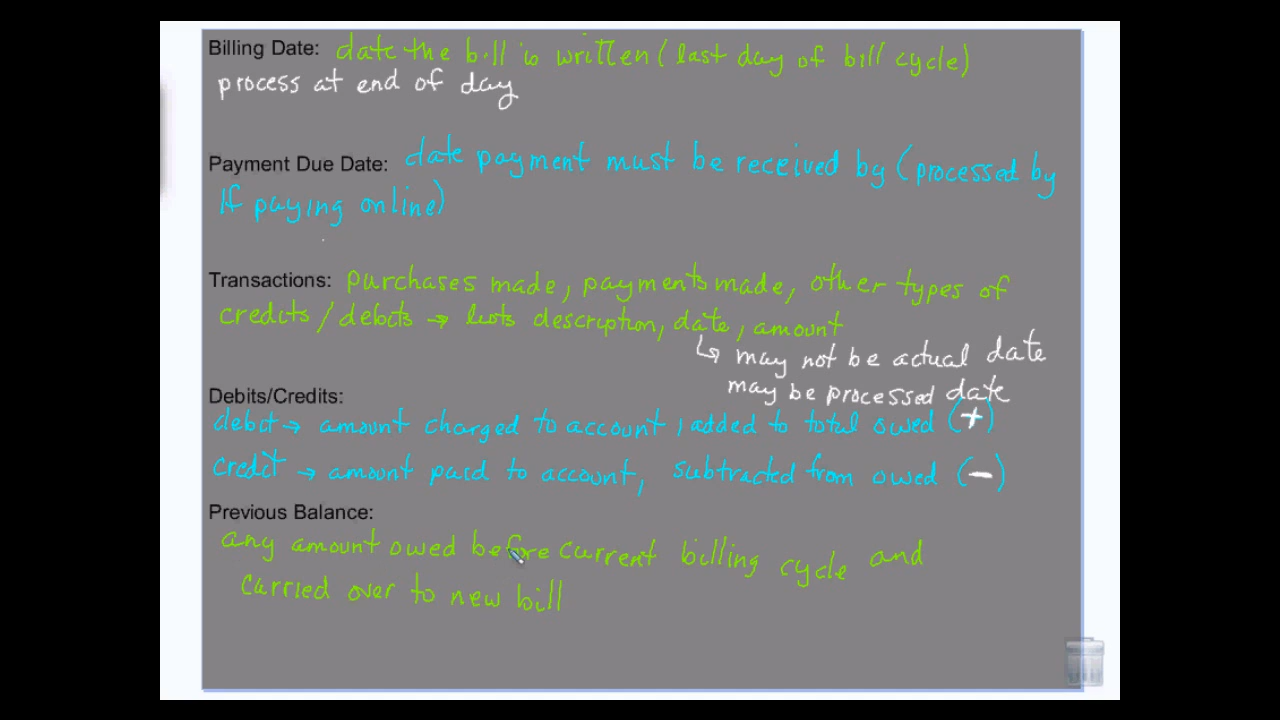 Billing Date: date the bill is written (last day of bill cycle)
process at end of day
Payment Due Date: date payment must be received by (processed by
If paying online)
Transactions: purchases made, payments made, other types of
credits/debits → lists description, date, amount
↳ may not be actual date
may be processed date
Debits/Credits:
debit → amount charged to account, added to total owed (+)
credit → amount paid to account, subtracted from owed (-)
Previous Balance:
any amount owed before current billing cycle and
carried over to new bill